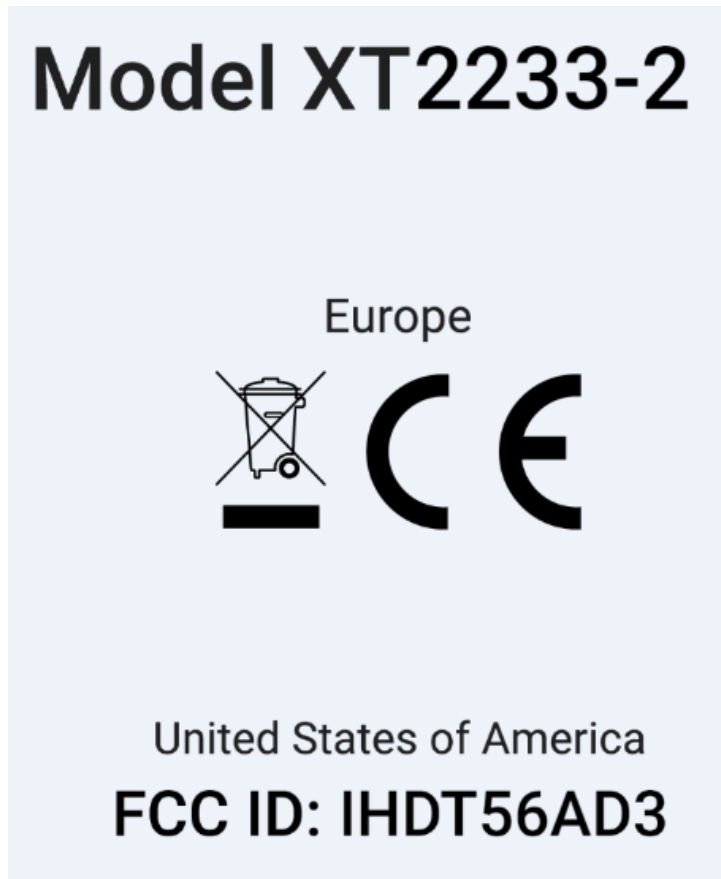 Model XT2233-2
Europe
CE
United States of America
FCC ID: IHDT56AD3